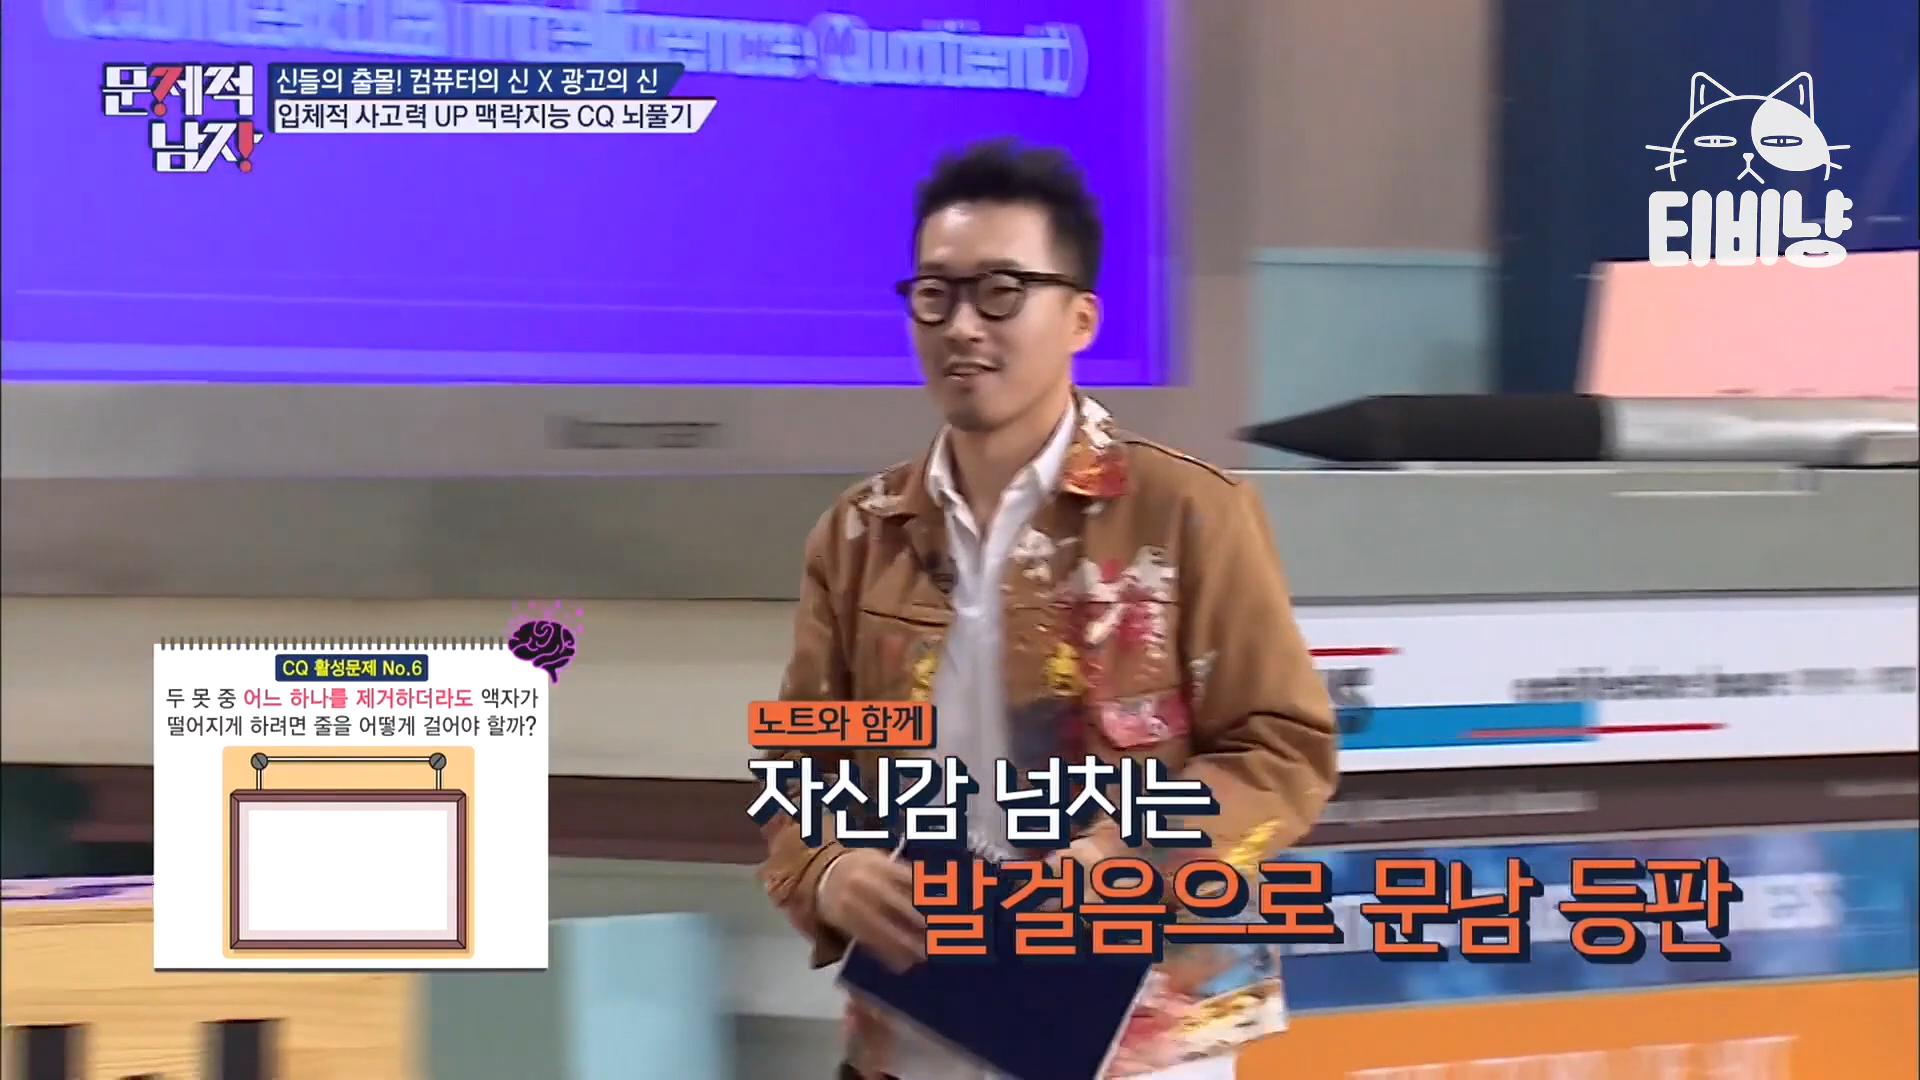 (Contextual Intelligence Quotient)
문제적
남자
신들의 출몰! 컴퓨터의 신 X 광고의 신
입체적 사고력 UP 맥락지능 CQ 뇌풀기
티비냥
CQ 활성문제 No.6
두 못 중 어느 하나를 제거하더라도 액자가
떨어지게 하려면 줄을 어떻게 걸어야 할까?
노트와 함께
자신감 넘치는
발걸음으로 문남 등판